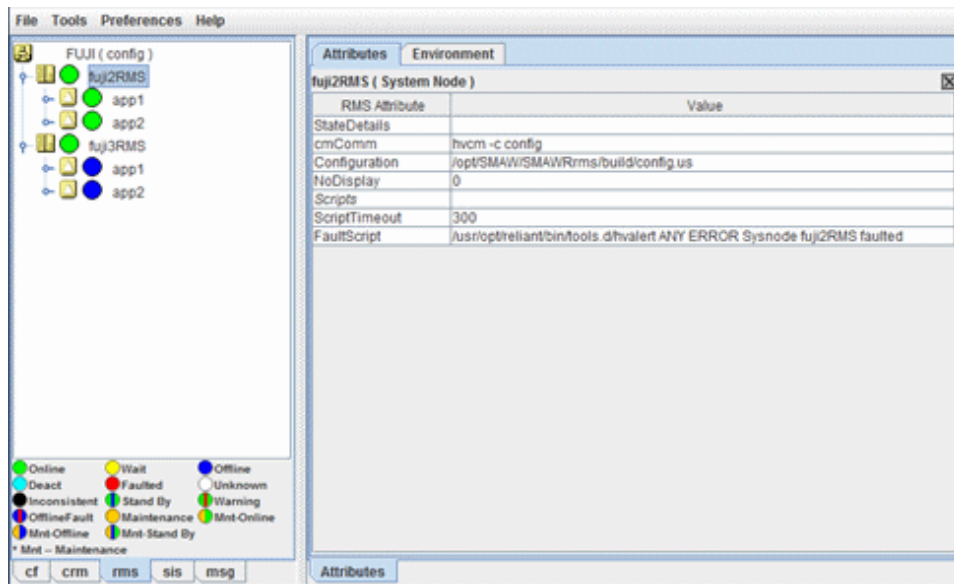 File Tools Preferences Help
FUJI ( config )
fuji2RMS
app1
app2
fuji3RMS
app1
app2
Online Wait Offline
Deact Faulted Unknown
Inconsistent Stand By Warning
OfflineFault Maintenance Mnt-Online
Mnt-Offline Mnt-Stand By
* Mnt -- Maintenance
cf crm rms sis msg
Attributes Environment
fuji2RMS ( System Node )
RMS Attribute Value
StateDetails
cmComm hvcm -c config
Configuration /opt/SMAW/SMAWRrms/build/config.us
NoDisplay 0
Scripts
ScriptTimeout 300
FaultScript /usr/opt/reliant/bin/tools.d/hvalert ANY ERROR Sysnode fuji2RMS faulted
Attributes